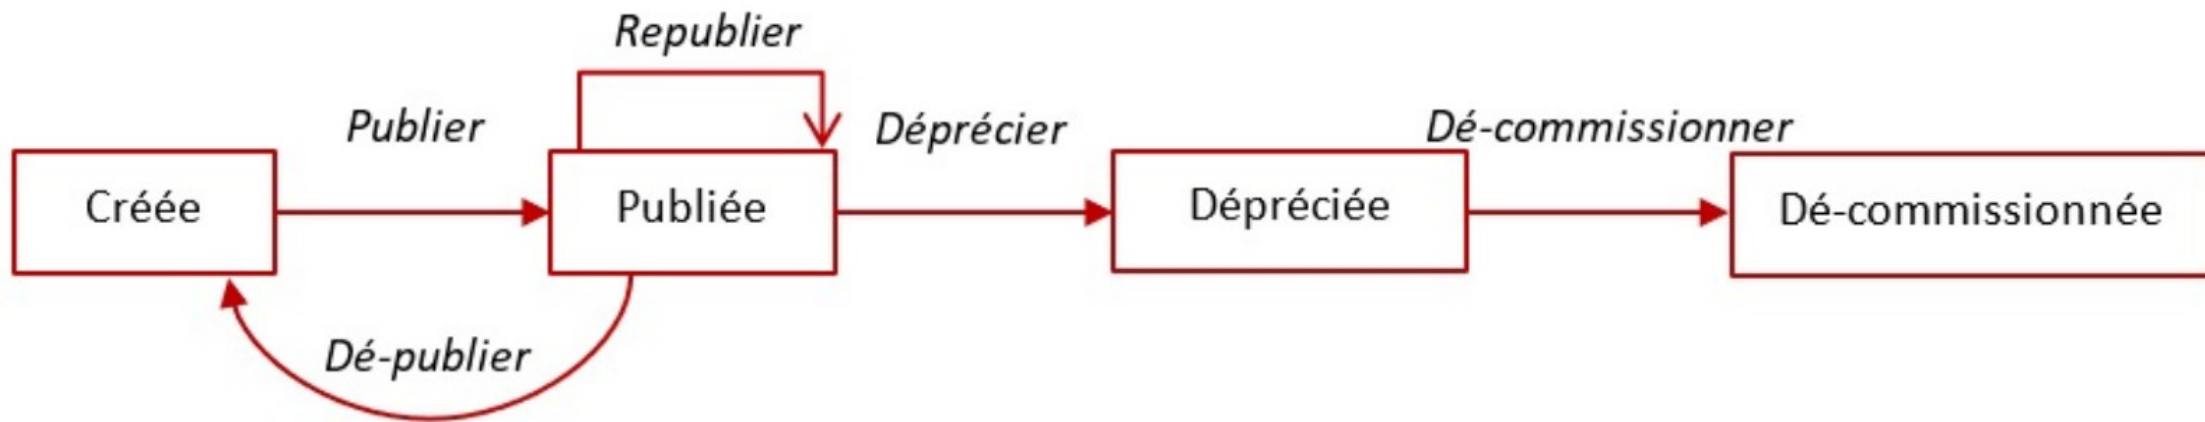 Republier
Publier
Déprécier
Dé-commissionner
Créée
Publiée
Dépréciée
Dé-commissionnée
Dé-publier